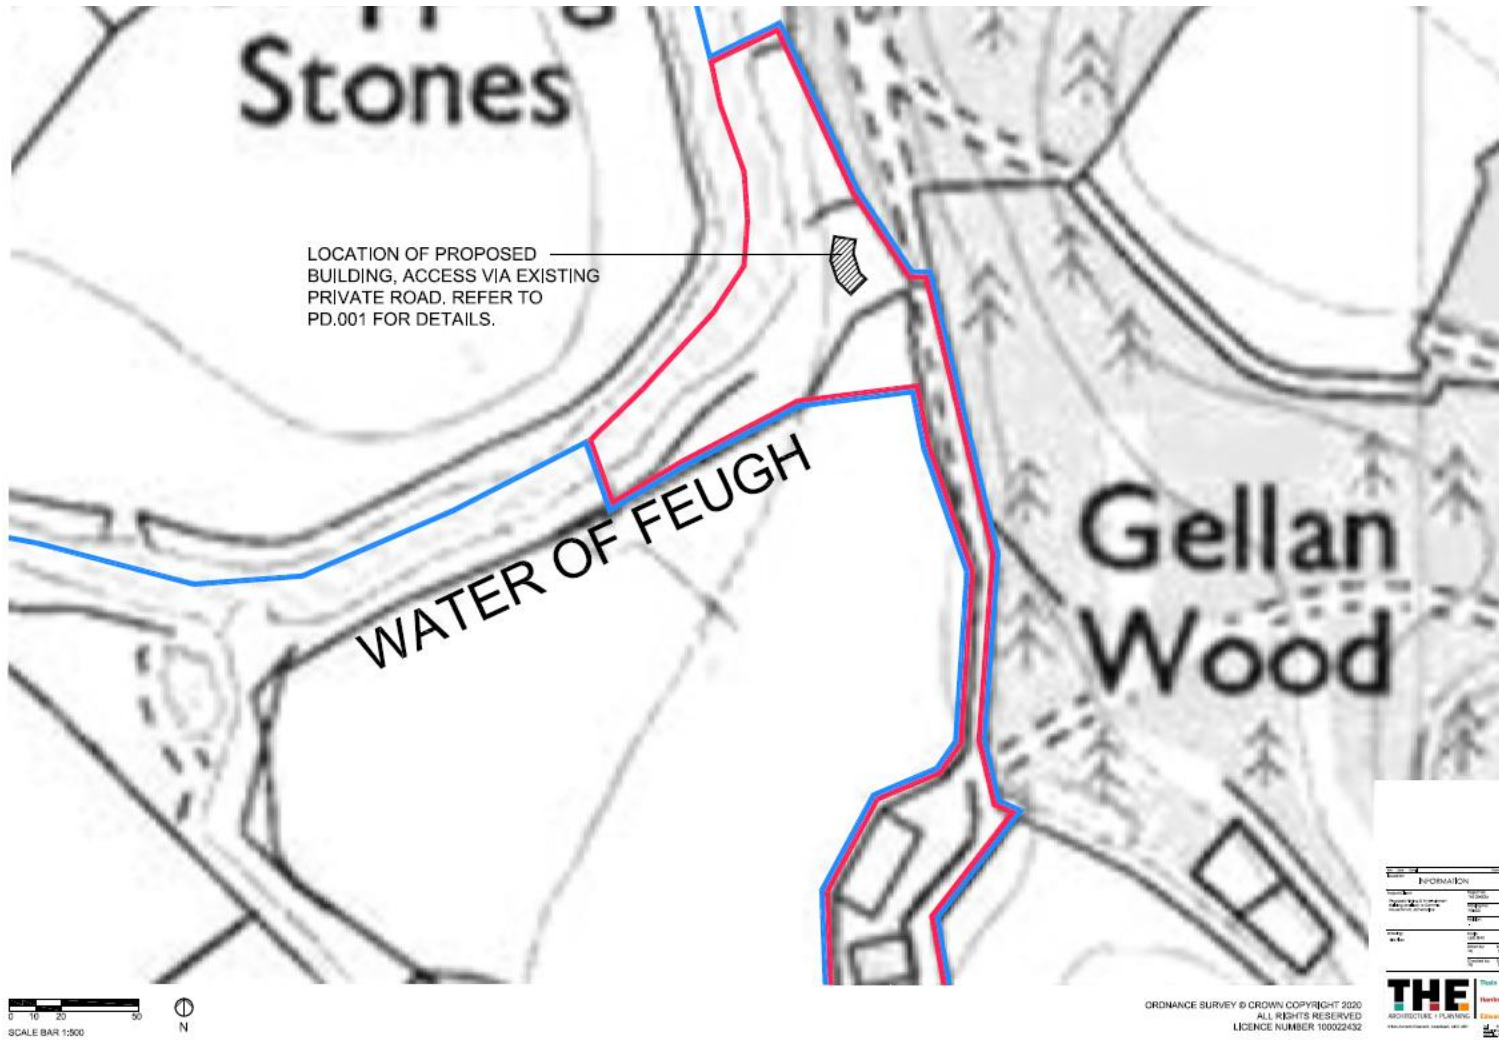 Stones
LOCATION OF PROPOSED
BUILDING, ACCESS VIA EXISTING
PRIVATE ROAD. REFER TO
PD.001 FOR DETAILS.
WATER OF FEUGH
Gellan
Wood
0 10 20 50
SCALE BAR 1:500
N
ORDNANCE SURVEY © CROWN COPYRIGHT 2020
ALL RIGHTS RESERVED
LICENCE NUMBER 100022432
INFORMATION
THE
ARCHITECTURE + PLANNING